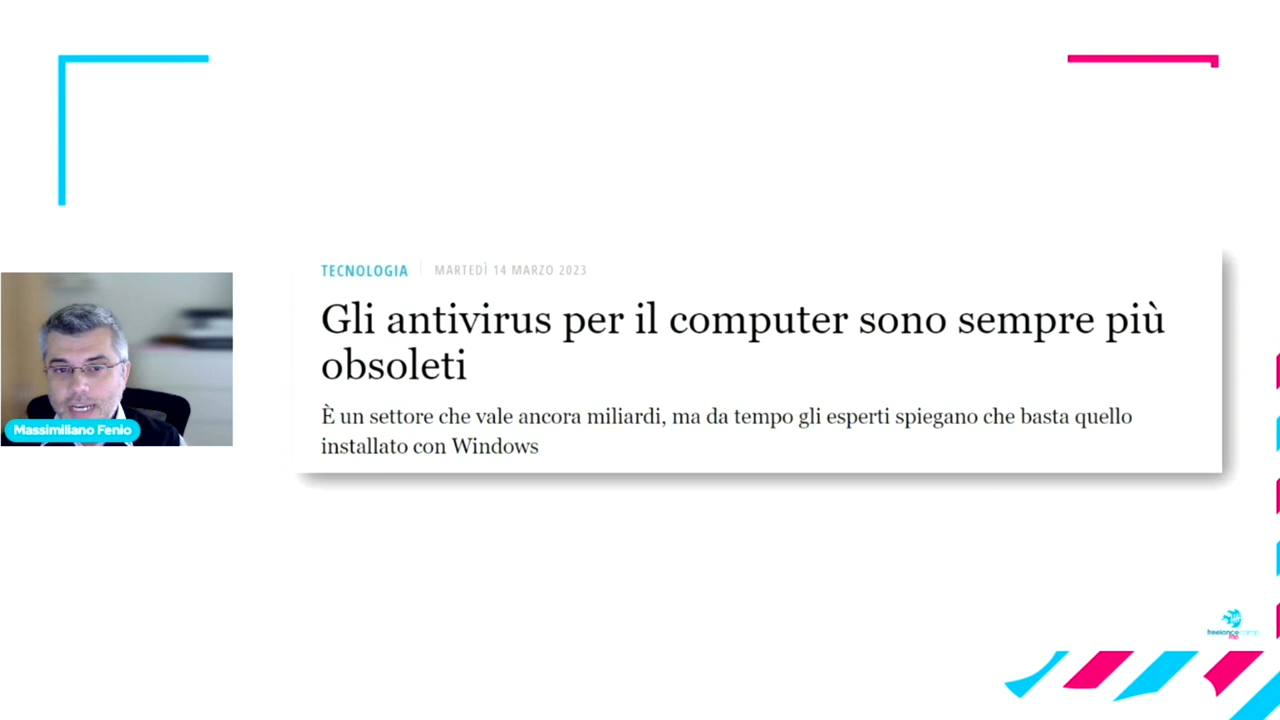 TECNOLOGIA MARTEDÌ 14 MARZO 2023
Gli antivirus per il computer sono sempre più
obsoleti
È un settore che vale ancora miliardi, ma da tempo gli esperti spiegano che basta quello
installato con Windows
Massimiliano Fenio
freelancecamp